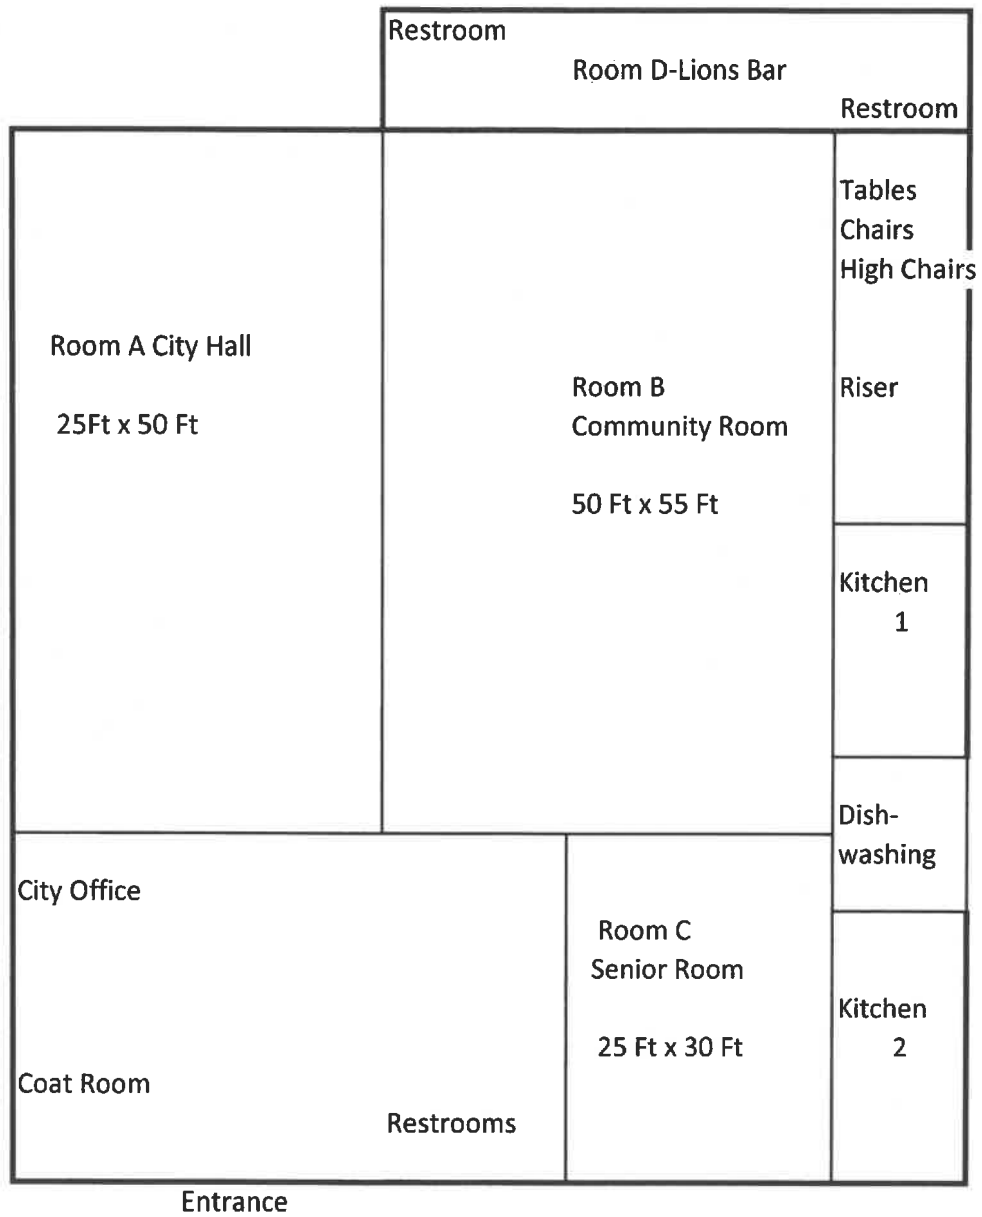 Restroom
Room D-Lions Bar
Restroom
Room A City Hall
25Ft x 50 Ft
Room B
Community Room
50 Ft x 55 Ft
Tables
Chairs
High Chairs
Riser
Kitchen
1
Dish-
washing
City Office
Coat Room
Restrooms
Room C
Senior Room
25 Ft x 30 Ft
Kitchen
2
Entrance